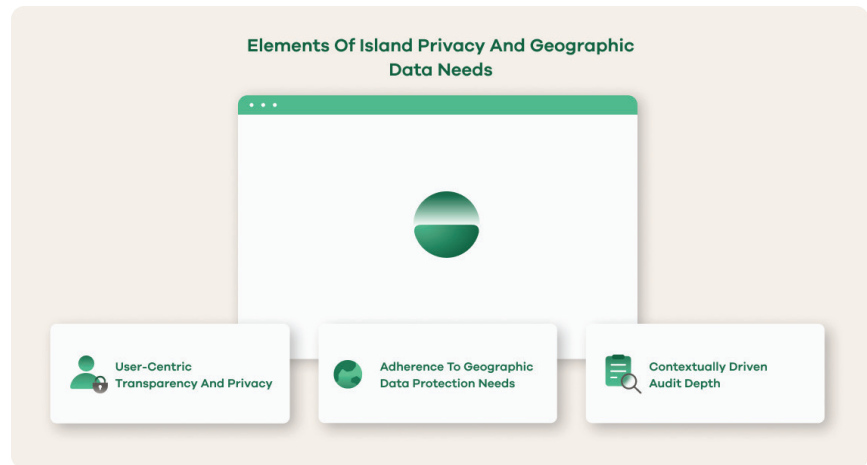 Elements Of Island Privacy And Geographic
Data Needs
User-Centric
Transparency And Privacy
Adherence To Geographic
Data Protection Needs
Contextually Driven
Audit Depth